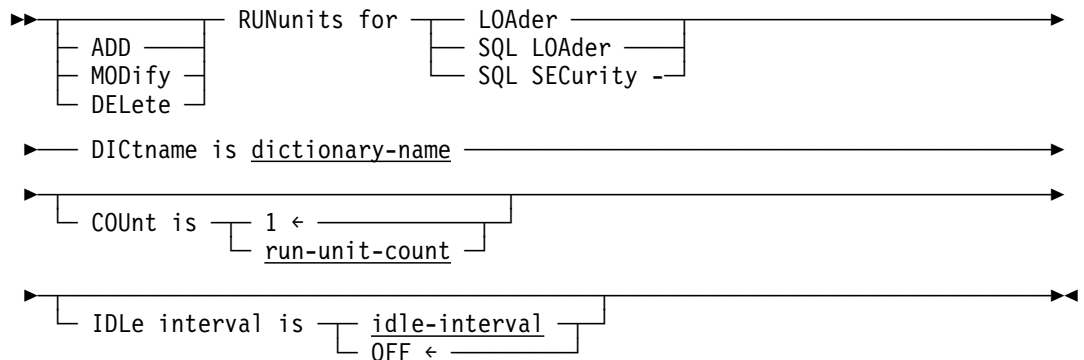 RUNunits for LOAder
ADD SQL LOAder
MODify SQL SECurity -
DELete
DICtname is dictionary-name
COUnt is 1 ←
run-unit-count
IDLe interval is idle-interval
OFF ←